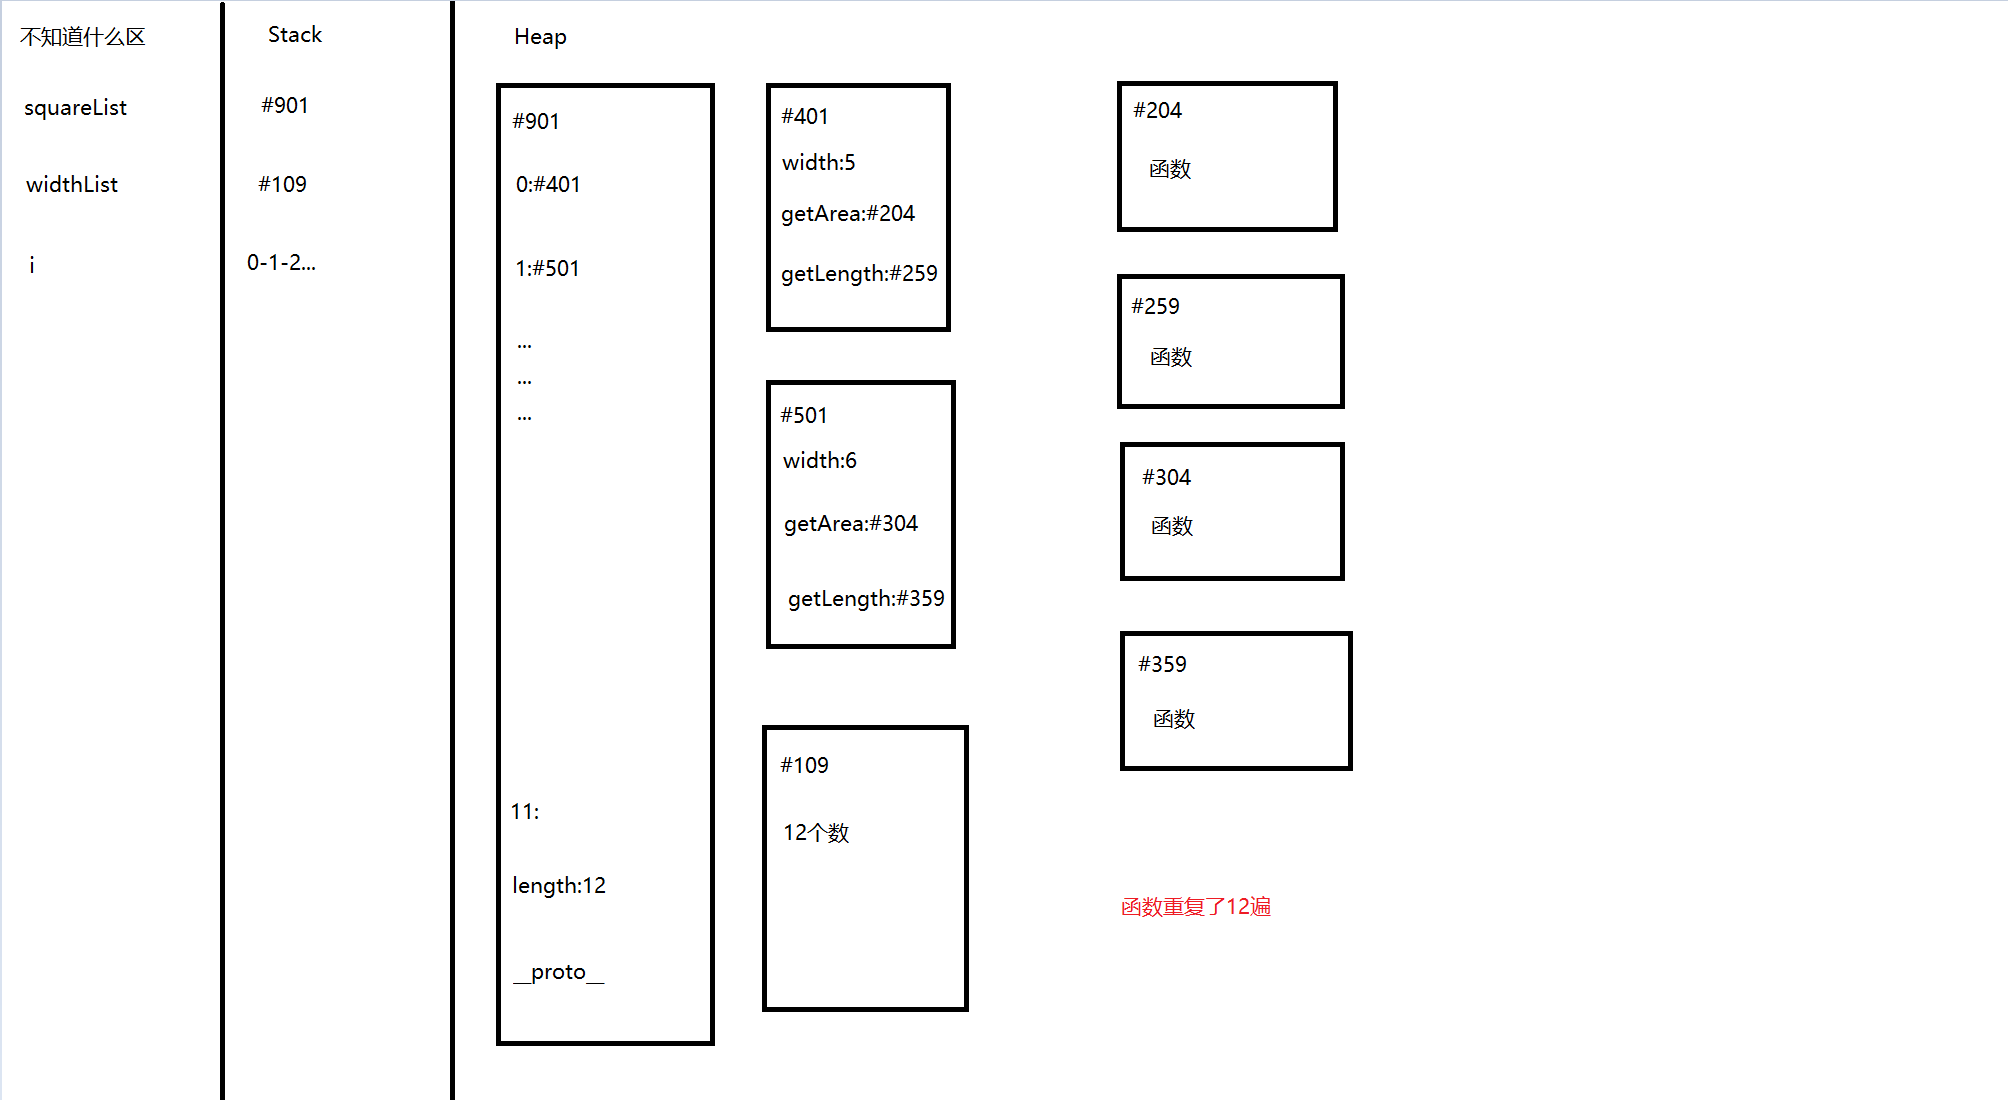 不知道什么区
squareList
widthList
i
Stack
#901
#109
0-1-2...
Heap
#901
0:#401
1:#501
...
...
...
11:
length:12
__proto__
#401
width:5
getArea:#204
getLength:#259
#501
width:6
getArea:#304
getLength:#359
#109
12个数
#204
函数
#259
函数
#304
函数
#359
函数
函数重复了12遍